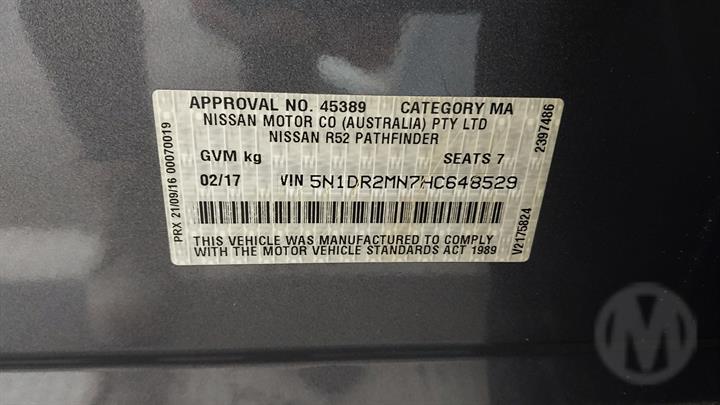 APPROVAL NO. 45389 CATEGORY MA
NISSAN MOTOR CO (AUSTRALIA) PTY LTD
NISSAN R52 PATHFINDER
GVM kg SEATS 7
02/17 VIN 5N1DR2MN7HC648529
THIS VEHICLE WAS MANUFACTURED TO COMPLY
WITH THE MOTOR VEHICLE STANDARDS ACT 1989
PRX 21/09/16 00070019
2397486
V2175824
M